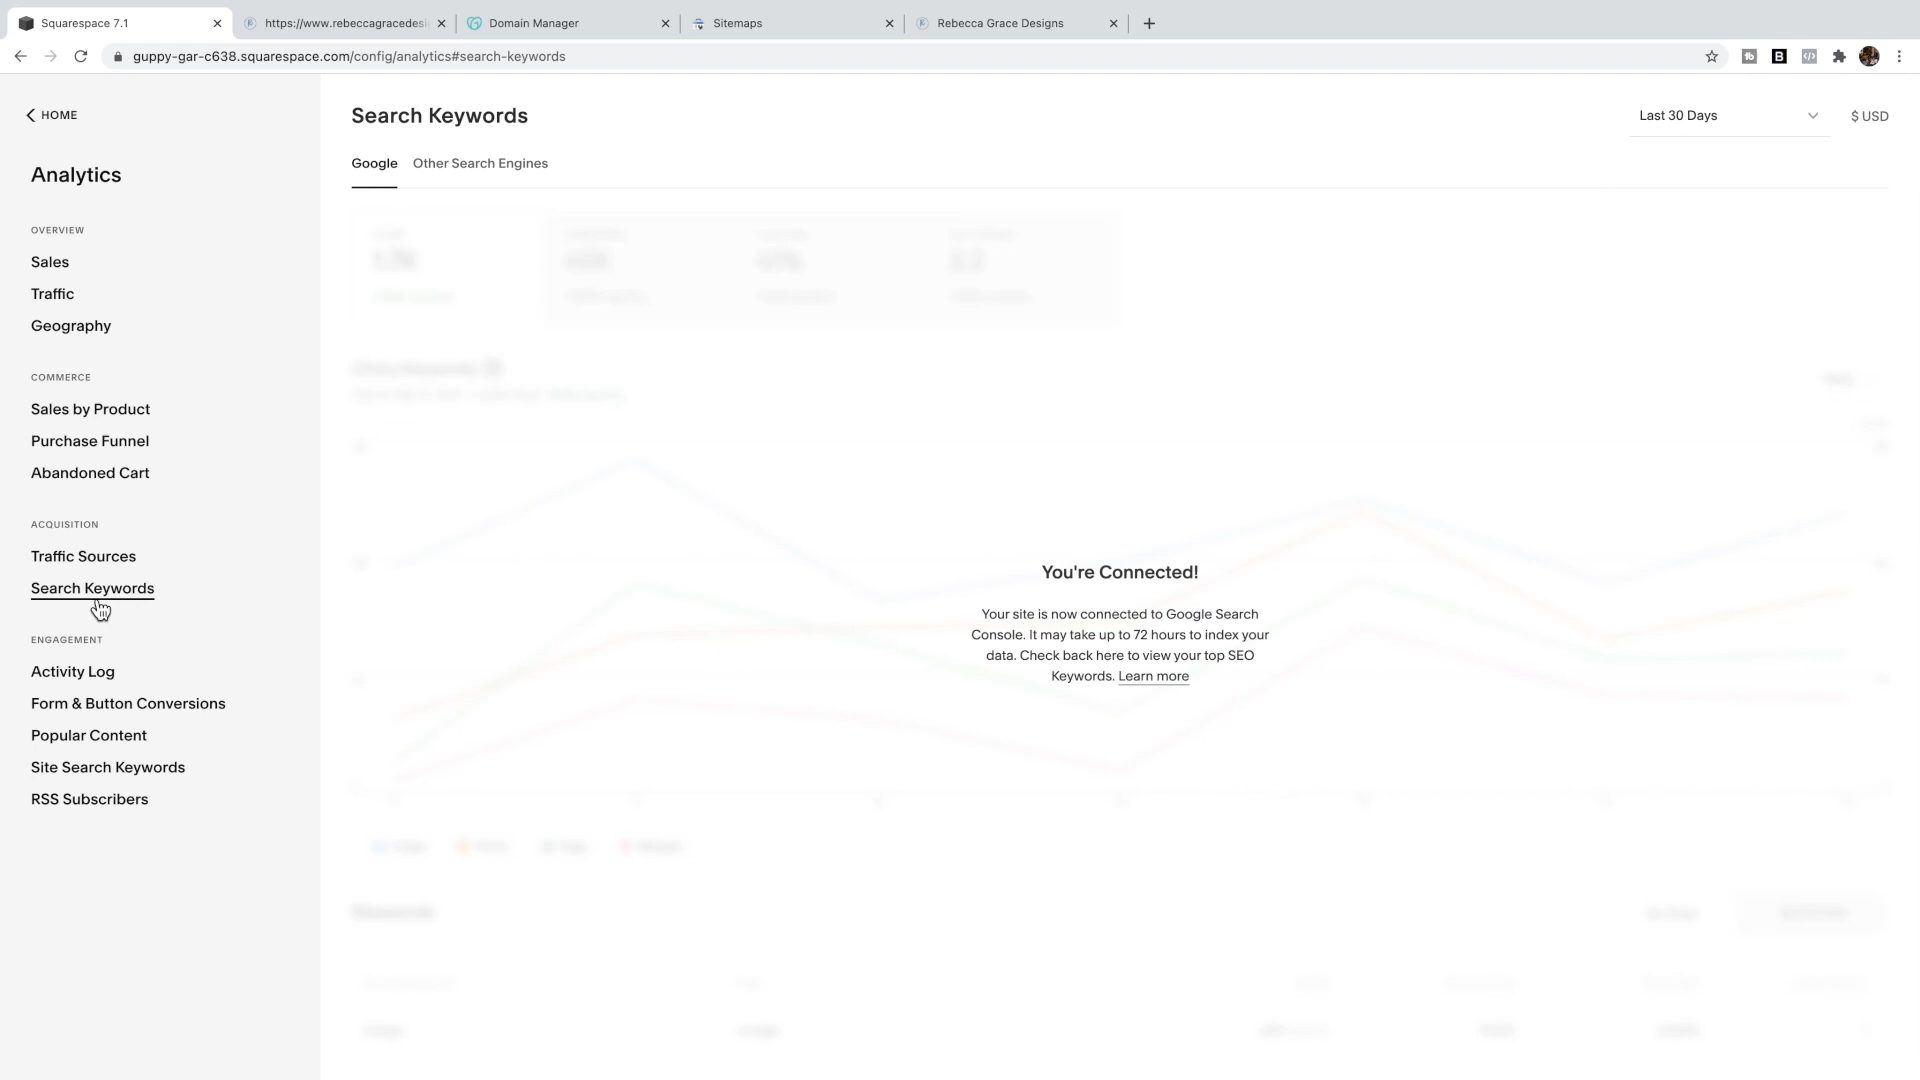 Squarespace 7.1
https://www.rebeccagracedesi
Domain Manager
Sitemaps
Rebecca Grace Designs
guppy-gar-c638.squarespace.com/config/analytics#search-keywords
HOME
Analytics
OVERVIEW
Sales
Traffic
Geography
COMMERCE
Sales by Product
Purchase Funnel
Abandoned Cart
ACQUISITION
Traffic Sources
Search Keywords
ENGAGEMENT
Activity Log
Form & Button Conversions
Popular Content
Site Search Keywords
RSS Subscribers
Search Keywords
Last 30 Days
$ USD
Google
Other Search Engines
You're Connected!
Your site is now connected to Google Search
Console. It may take up to 72 hours to index your
data. Check back here to view your top SEO
Keywords. Learn more